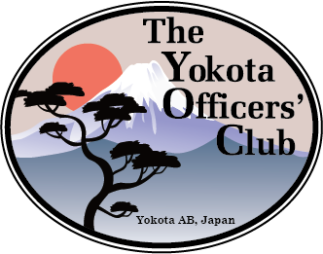 The
Yokota
Officers'
Club
Yokota AB, Japan